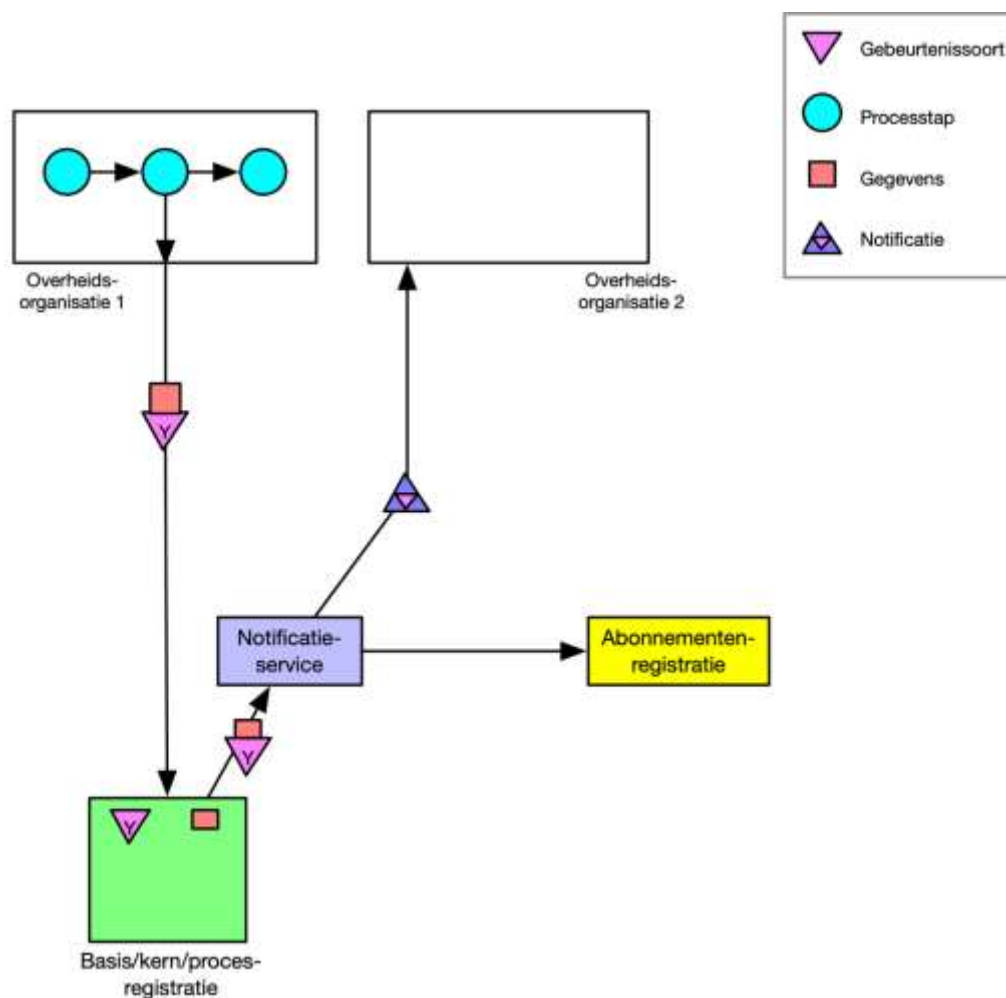 Gebeurtenissoort
Processtap
Gegevens
Notificatie
Overheids-
organisatie 1
Overheids-
organisatie 2
Y
Notificatie-
service
Abonnementen-
registratie
Y
Y
Basis/kern/proces-
registratie